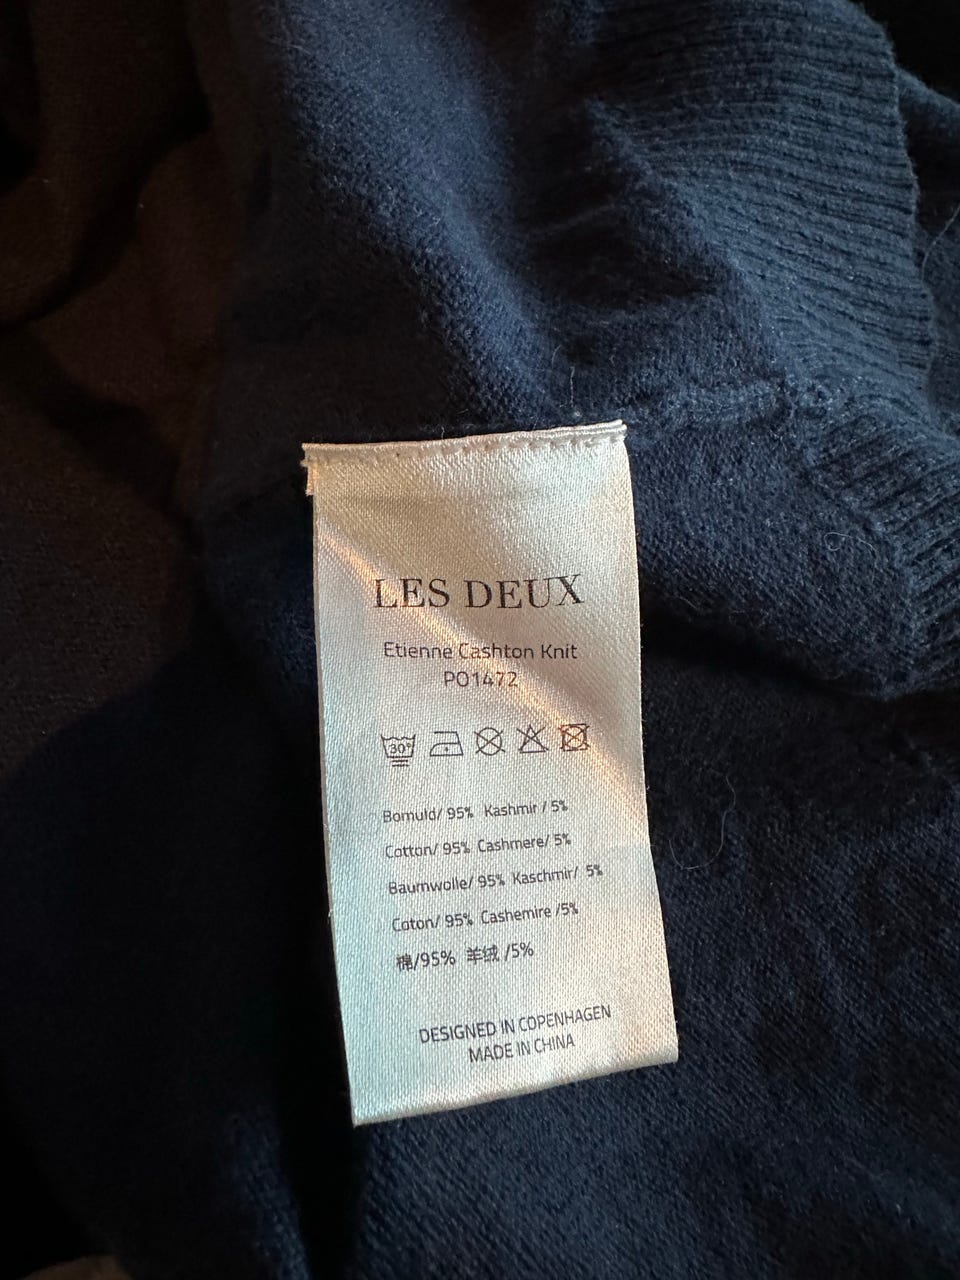 LES DEUX
Etienne Cashton Knit
PO1472
30°
Bomuld/ 95% Kashmir / 5%
Cotton/ 95% Cashmere/ 5%
Baumwolle/ 95% Kaschmir/ 5%
Coton/ 95% Cashemire /5%
棉/95% 羊绒 /5%
DESIGNED IN COPENHAGEN
MADE IN CHINA